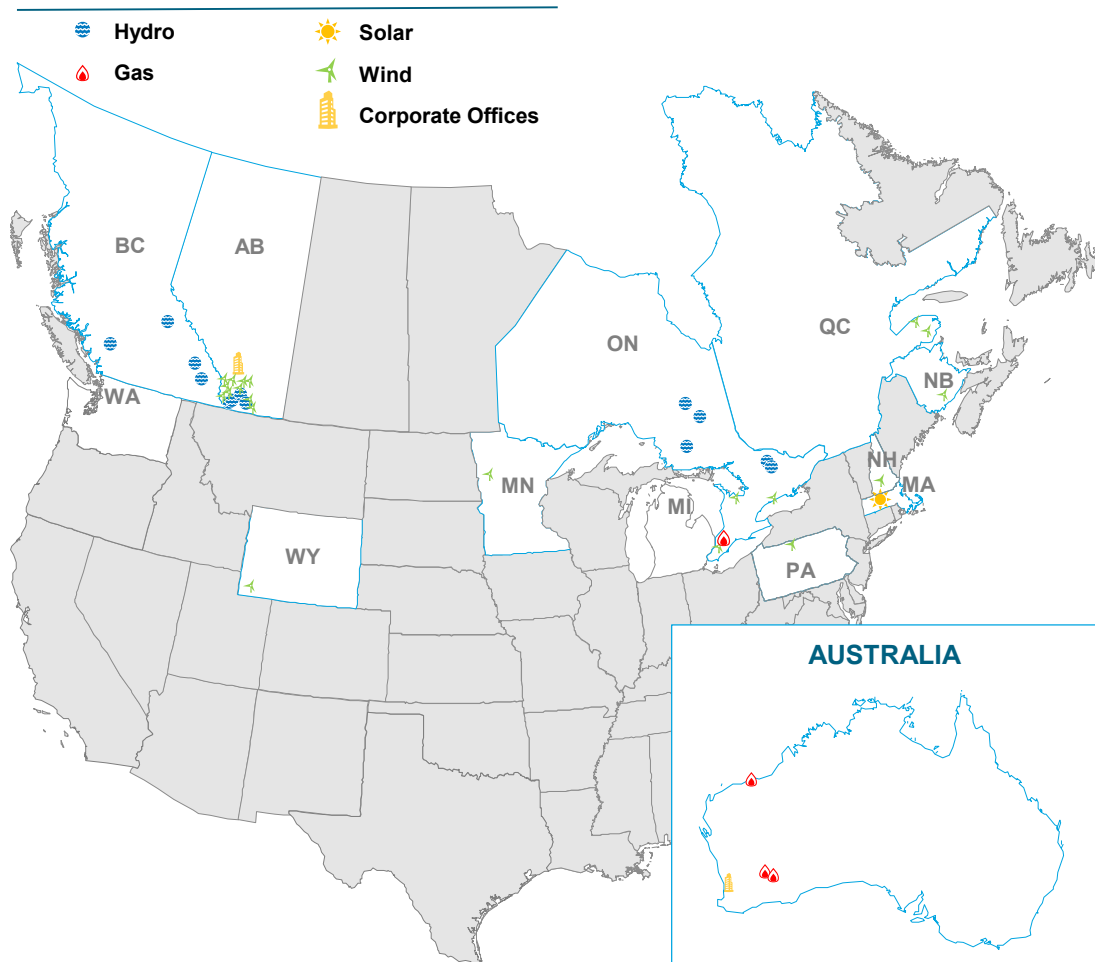 Hydro
Solar
Gas
Wind
Corporate Offices
BC
AB
ON
QC
NB
WA
NH
MA
MN
MI
WY
PA
AUSTRALIA